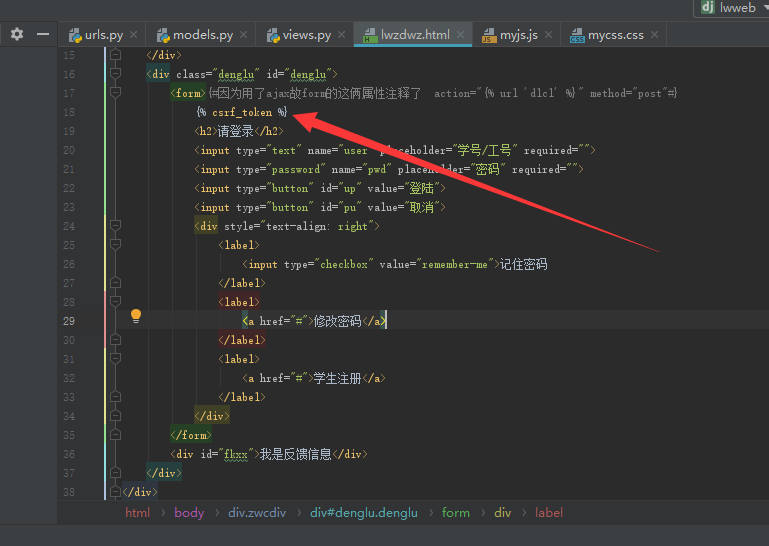 lwweb
urls.py models.py views.py lwzdwz.html myjs.js mycss.css
15 </div>
16 <div class="denglu" id="denglu">
17 <form>{#因为用了ajax故form的这俩属性注释了 action="{% url 'dlcl' %}" method="post"#}
18 {% csrf_token %}
19 <h2>请登录</h2>
20 <input type="text" name="user" placeholder="学号/工号" required="">
21 <input type="password" name="pwd" placeholder="密码" required="">
22 <input type="button" id="up" value="登陆">
23 <input type="button" id="pu" value="取消">
24 <div style="text-align: right">
25 <label>
26 <input type="checkbox" value="remember-me">记住密码
27 </label>
28 <label>
29 <a href="#">修改密码</a>
30 </label>
31 <label>
32 <a href="#">学生注册</a>
33 </label>
34 </div>
35 </form>
36 <div id="fkxx">我是反馈信息</div>
37 </div>
38 </div>
html body div.zwcdiv div#denglu.denglu form div label